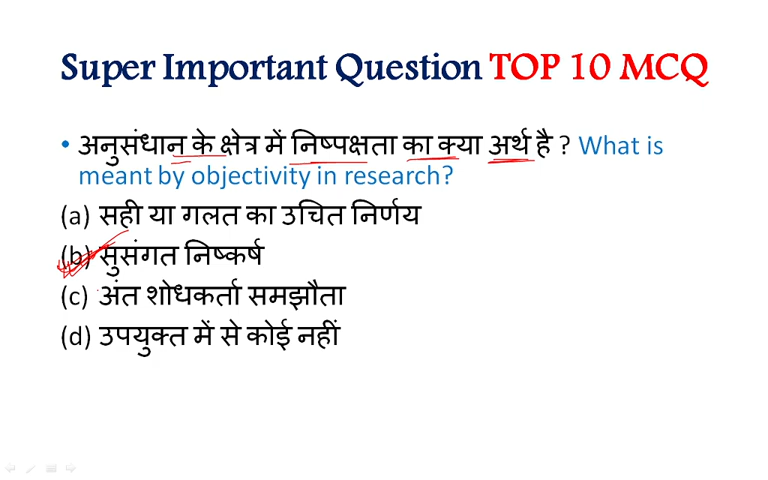 Super Important Question TOP 10 MCQ
• अनुसंधान के क्षेत्र में निष्पक्षता का क्या अर्थ है ? What is
meant by objectivity in research?
(a) सही या गलत का उचित निर्णय
(b) सुसंगत निष्कर्ष
(c) अंत शोधकर्ता समझौता
(d) उपयुक्त में से कोई नहीं